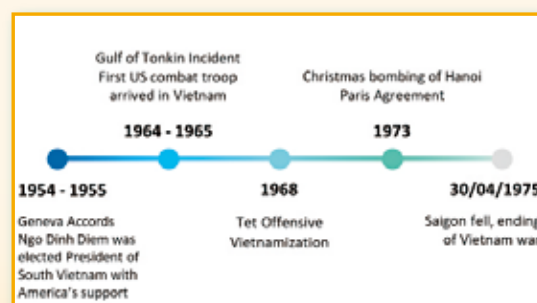 Gulf of Tonkin Incident
First US combat troop
arrived in Vietnam
Christmas bombing of Hanoi
Paris Agreement
1964 - 1965
1973
1954 - 1955
1968
30/04/1975
Geneva Accords
Ngo Dinh Diem was
elected President of
South Vietnam with
America's support
Tet Offensive
Vietnamization
Saigon fell, ending
of Vietnam war